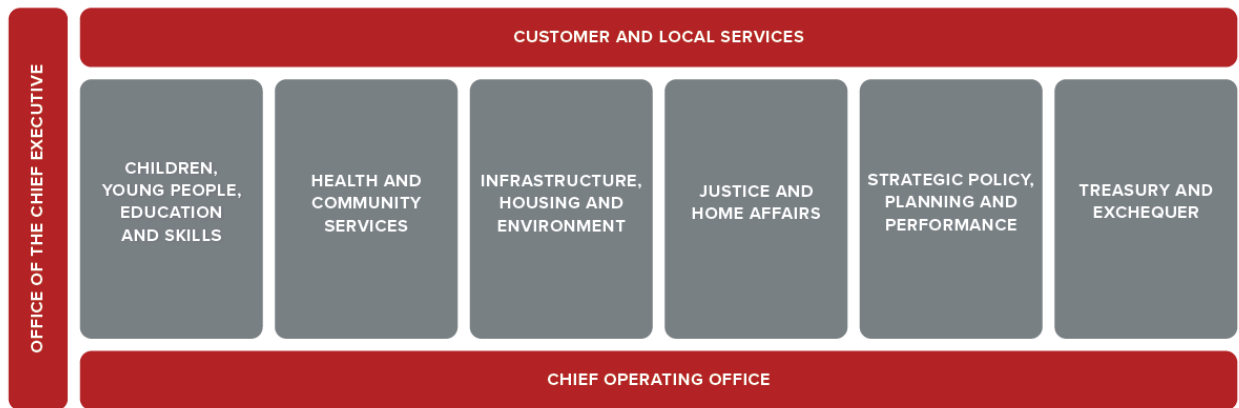 OFFICE OF THE CHIEF EXECUTIVE
CUSTOMER AND LOCAL SERVICES
CHILDREN,
YOUNG PEOPLE,
EDUCATION
AND SKILLS
HEALTH AND
COMMUNITY
SERVICES
INFRASTRUCTURE,
HOUSING AND
ENVIRONMENT
JUSTICE AND
HOME AFFAIRS
STRATEGIC POLICY,
PLANNING AND
PERFORMANCE
TREASURY AND
EXCHEQUER
CHIEF OPERATING OFFICE